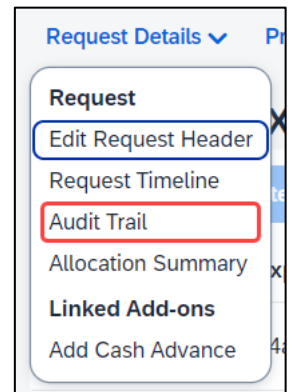 Request Details
Request
Edit Request Header
Request Timeline
Audit Trail
Allocation Summary
Linked Add-ons
Add Cash Advance